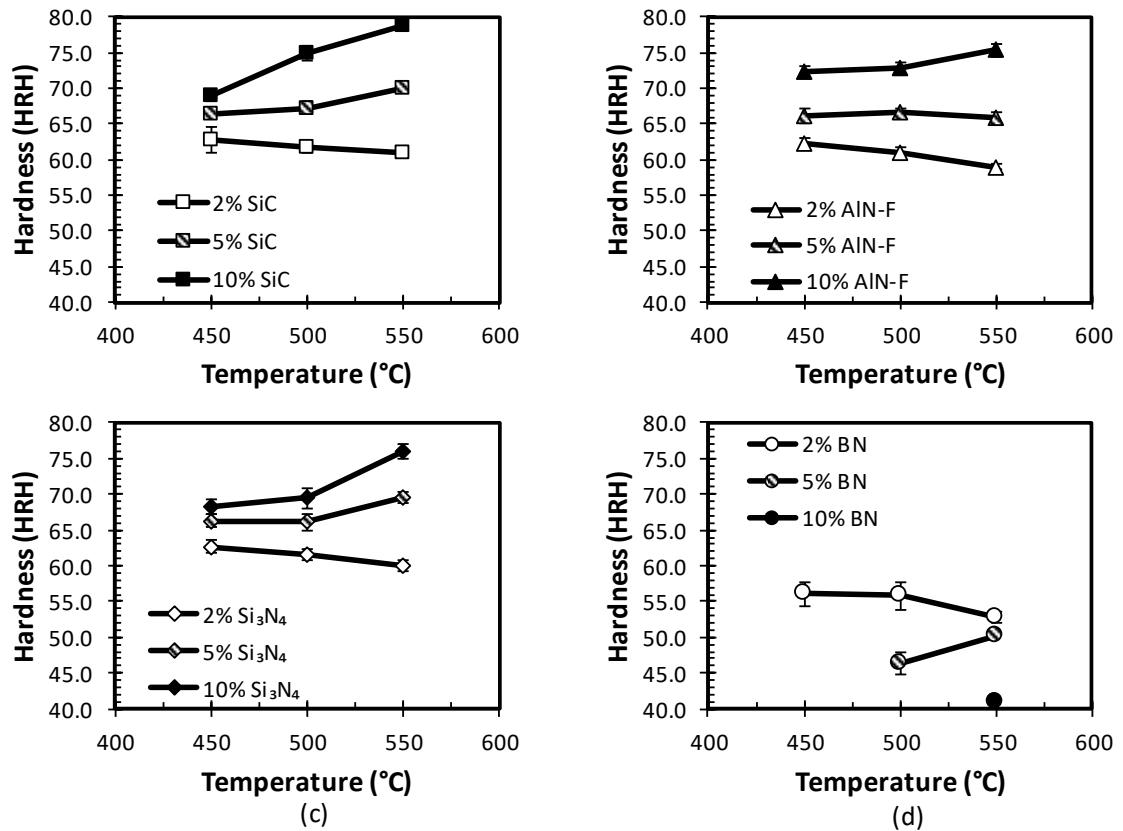 80.0
75.0
70.0
65.0
60.0
55.0
50.0
45.0
40.0
Hardness (HRH)
2% SiC
5% SiC
10% SiC
400 450 500 550 600
Temperature (°C)
80.0
75.0
70.0
65.0
60.0
55.0
50.0
45.0
40.0
Hardness (HRH)
2% AlN-F
5% AlN-F
10% AlN-F
400 450 500 550 600
Temperature (°C)
80.0
75.0
70.0
65.0
60.0
55.0
50.0
45.0
40.0
Hardness (HRH)
2% Si₃N₄
5% Si₃N₄
10% Si₃N₄
400 450 500 550 600
Temperature (°C)
(c)
80.0
75.0
70.0
65.0
60.0
55.0
50.0
45.0
40.0
Hardness (HRH)
2% BN
5% BN
10% BN
400 450 500 550 600
Temperature (°C)
(d)